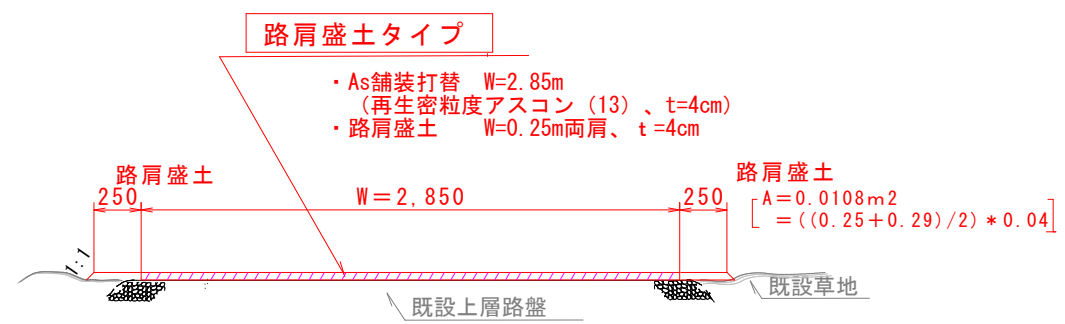 路肩盛土タイプ
・As舗装打替 W=2.85m
(再生密粒度アスコン(13)、t=4cm)
・路肩盛土 W=0.25m両肩、t=4cm
路肩盛土
250
W=2,850
250
路肩盛土
A=0.0108m2
=((0.25+0.29)/2)*0.04
1:1
既設上層路盤
既設草地